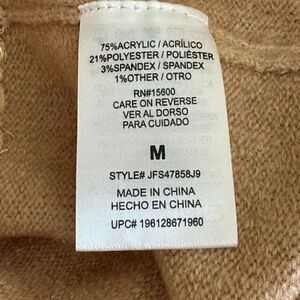 75%ACRYLIC / ACRÍLICO
21%POLYESTER / POLIÉSTER
3%SPANDEX / SPANDEX
1%OTHER / OTRO
RN#15600
CARE ON REVERSE
VER AL DORSO
PARA CUIDADO
M
STYLE# JFS47858J9
MADE IN CHINA
HECHO EN CHINA
UPC# 196128671960